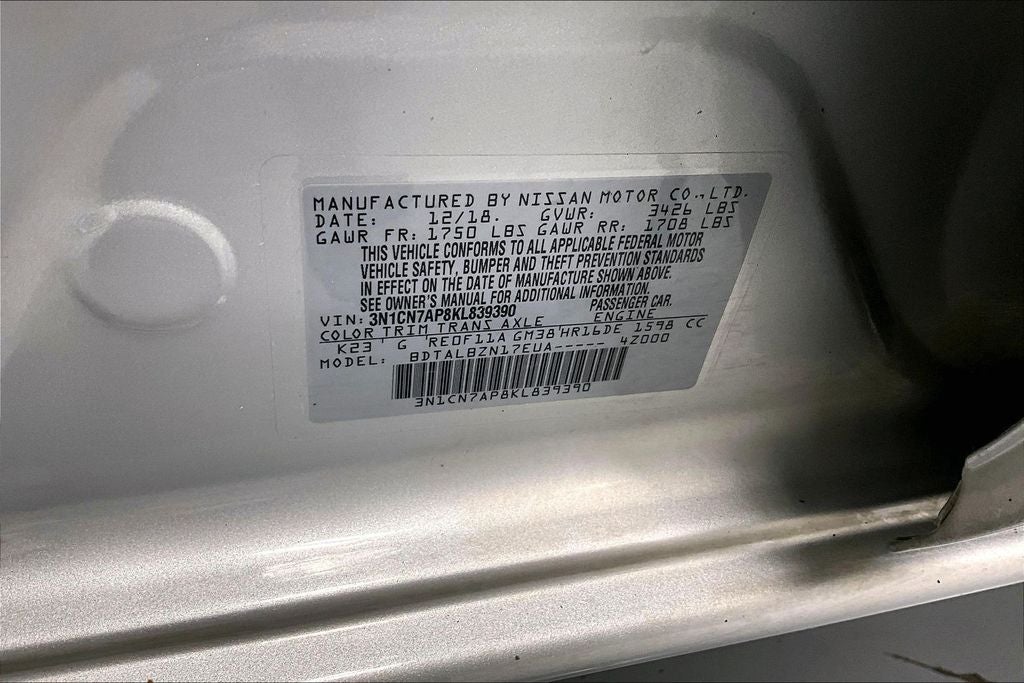 MANUFACTURED BY NISSAN MOTOR CO., LTD.
DATE: 12/18. GVWR: 3426 LBS
GAWR FR: 1750 LBS GAWR RR: 1708 LBS
THIS VEHICLE CONFORMS TO ALL APPLICABLE FEDERAL MOTOR
VEHICLE SAFETY, BUMPER AND THEFT PREVENTION STANDARDS
IN EFFECT ON THE DATE OF MANUFACTURE SHOWN ABOVE.
SEE OWNER'S MANUAL FOR ADDITIONAL INFORMATION.
VIN: 3N1CN7AP8KL839390 PASSENGER CAR.
COLOR TRIM TRANS AXLE ENGINE
K23 G RE0F11A GM38 HR16DE 1598 CC
MODEL: BDTALBZN17EUA----- 4Z000
3N1CN7AP8KL839390